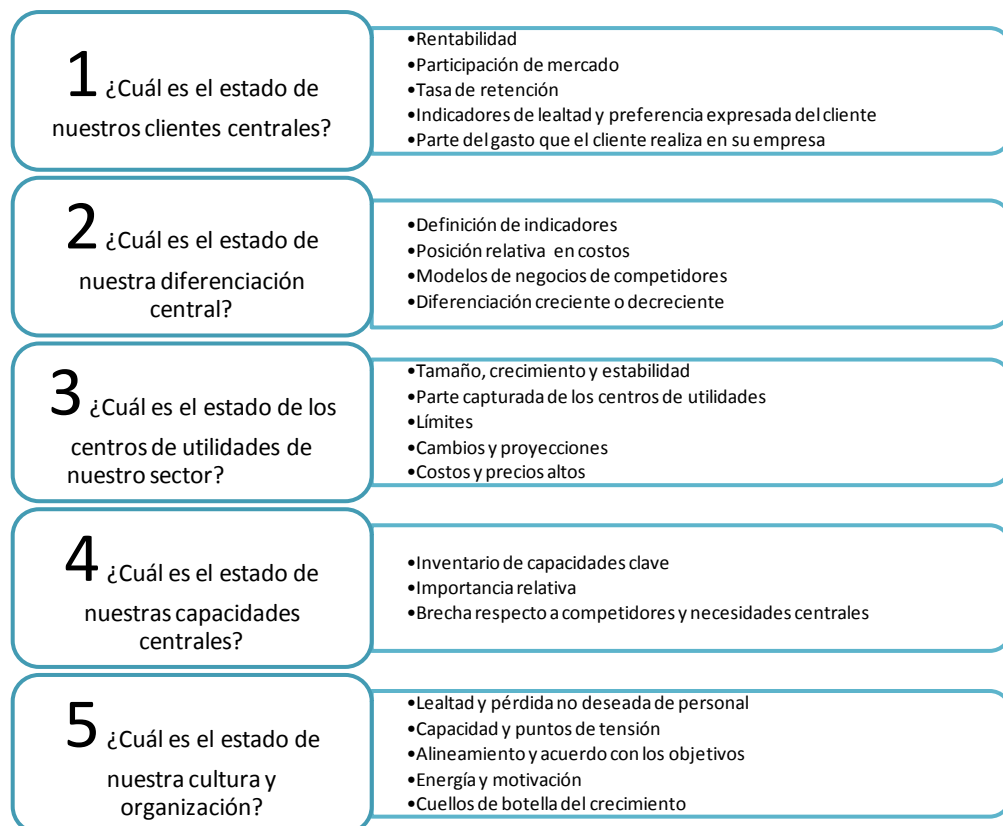 1 ¿Cuál es el estado de
nuestros clientes centrales?
•Rentabilidad
•Participación de mercado
•Tasa de retención
•Indicadores de lealtad y preferencia expresada del cliente
•Parte del gasto que el cliente realiza en su empresa
2 ¿Cuál es el estado de
nuestra diferenciación
central?
•Definición de indicadores
•Posición relativa en costos
•Modelos de negocios de competidores
•Diferenciación creciente o decreciente
3 ¿Cuál es el estado de los
centros de utilidades de
nuestro sector?
•Tamaño, crecimiento y estabilidad
•Parte capturada de los centros de utilidades
•Límites
•Cambios y proyecciones
•Costos y precios altos
4 ¿Cuál es el estado de
nuestras capacidades
centrales?
•Inventario de capacidades clave
•Importancia relativa
•Brecha respecto a competidores y necesidades centrales
5 ¿Cuál es el estado de
nuestra cultura y
organización?
•Lealtad y pérdida no deseada de personal
•Capacidad y puntos de tensión
•Alineamiento y acuerdo con los objetivos
•Energía y motivación
•Cuellos de botella del crecimiento